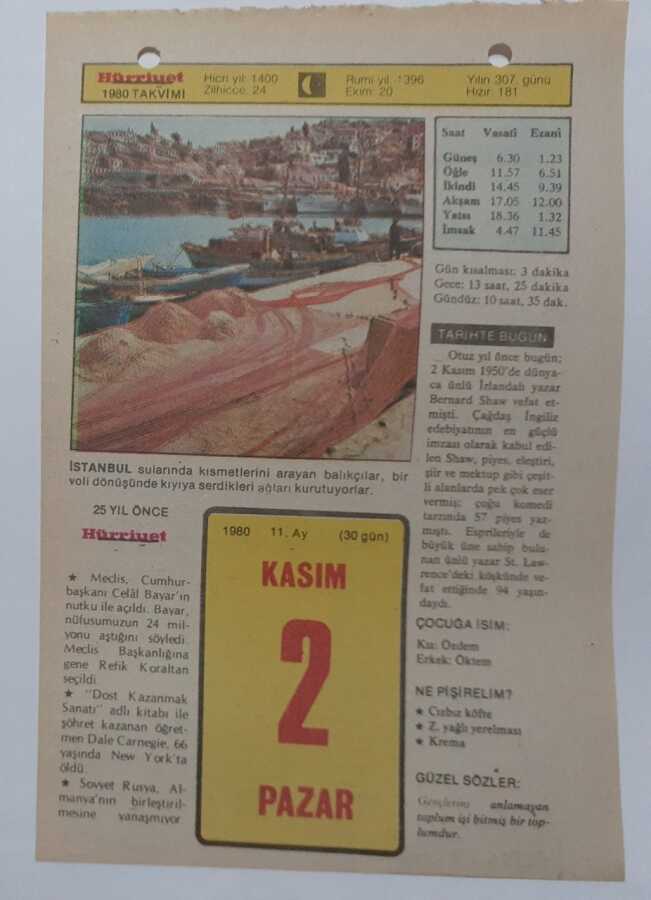 Hürriyet
1980 TAKVİMİ
Hicri yıl: 1400
Zilhicce: 24
Rumi yıl: 1396
Ekim: 20
Yılın 307. günü
Hızır: 181
Saat Vasatî Ezanî
Güneş 6.30 1.23
Öğle 11.57 6.51
İkindi 14.45 9.39
Akşam 17.05 12.00
Yatsı 18.36 1.32
İmsak 4.47 11.45
Gün kısalması: 3 dakika
Gece: 13 saat, 25 dakika
Gündüz: 10 saat, 35 dak.
TARİHTE BUGÜN
Otuz yıl önce bugün;
2 Kasım 1950'de dünya-
ca ünlü İrlandalı yazar
Bernard Shaw vefat et-
mişti. Çağdaş İngiliz
edebiyatının en güçlü
imzası olarak kabul edi-
len Shaw, piyes, eleştiri,
şiir ve mektup gibi çeşit-
li alanlarda pek çok eser
vermiş; çoğu komedi
tarzında 57 piyes yaz-
mıştı. Esprileriyle de
büyük üne sahip bulu-
nan ünlü yazar St. Law-
rence'deki köşkünde ve-
fat ettiğinde 94 yaşın-
daydı.
ÇOCUĞA İSİM:
Kız: Özdem
Erkek: Öktem
NE PİŞİRELİM?
★ Cızbız köfte
★ Z. yağlı yerelması
★ Krema
GÜZEL SÖZLER:
Gençlerini anlamayan
toplum işi bitmiş bir top-
lumdur.
İSTANBUL sularında kısmetlerini arayan balıkçılar, bir
voli dönüşünde kıyıya serdikleri ağları kurutuyorlar.
25 YIL ÖNCE
Hürriyet
★ Meclis, Cumhur-
başkanı Celâl Bayar'ın
nutku ile açıldı. Bayar,
nüfusumuzun 24 mil-
yonu aştığını söyledi.
Meclis Başkanlığına
gene Refik Koraltan
seçildi.
★ "Dost Kazanmak
Sanatı" adlı kitabı ile
şöhret kazanan öğret-
men Dale Carnegie, 66
yaşında New York'ta
öldü.
★ Sovyet Rusya, Al-
manya'nın birleştiril-
mesine yanaşmıyor
1980 11. Ay (30 gün)
KASIM
2
PAZAR